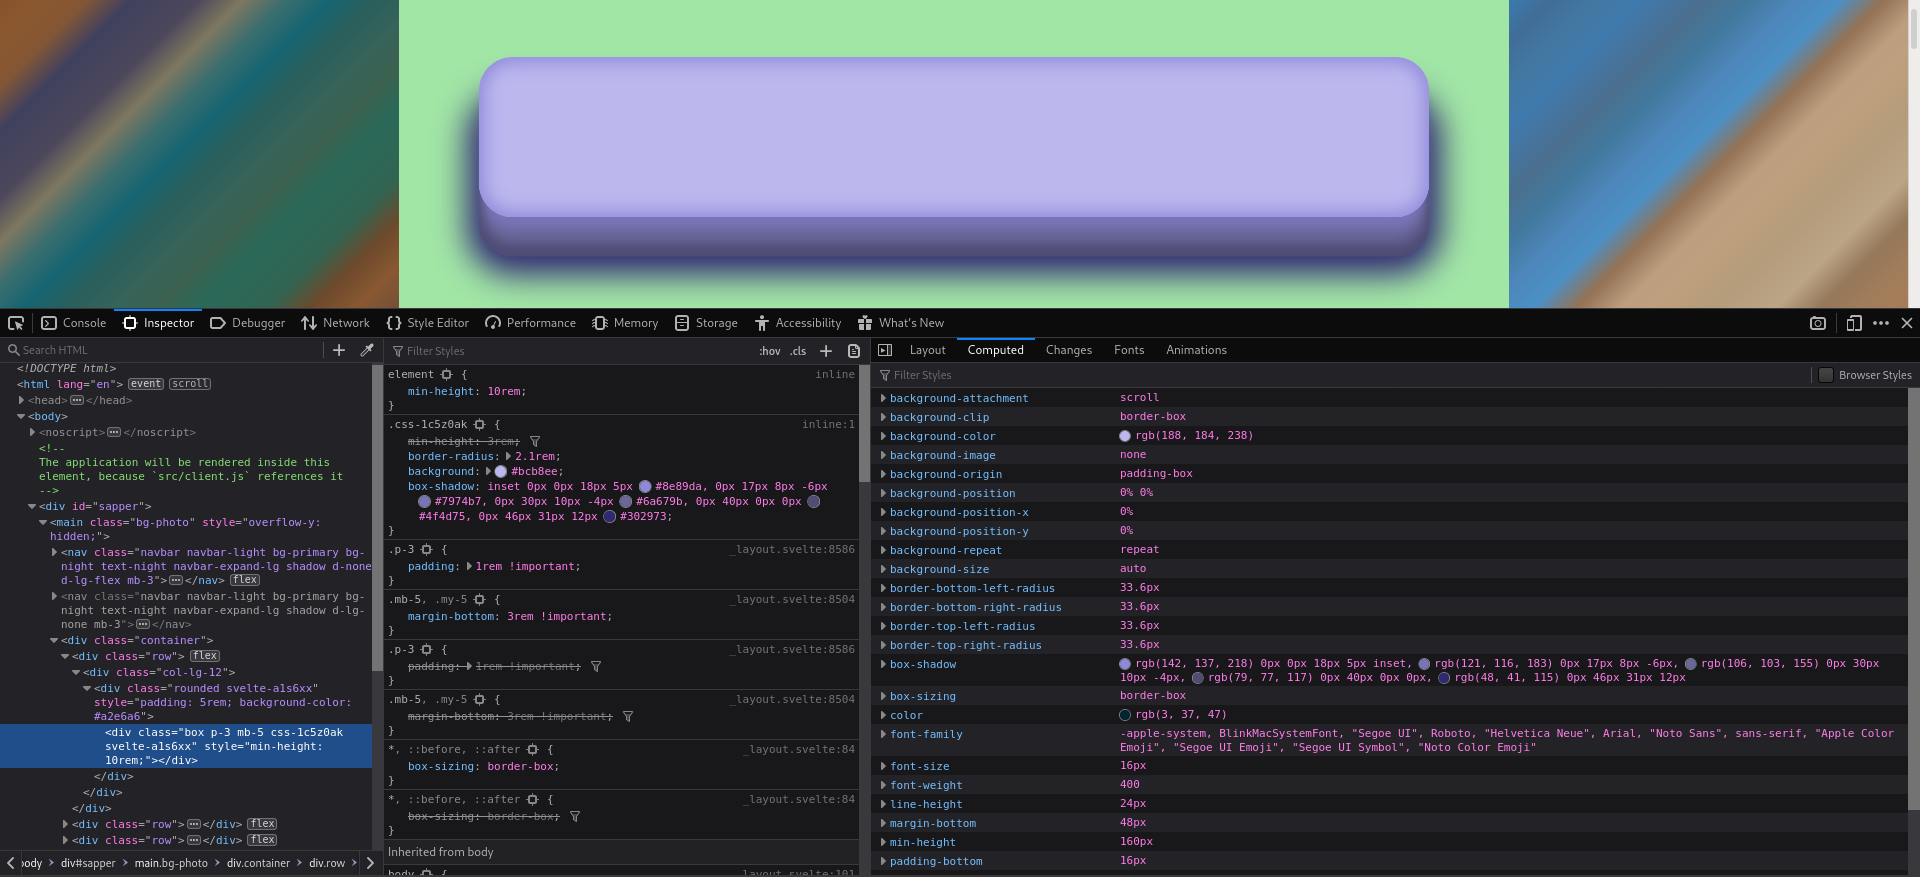 Console
Inspector
Debugger
Network
Style Editor
Performance
Memory
Storage
Accessibility
What's New
Search HTML
<!DOCTYPE html>
<html lang="en"> event scroll
<head> </head>
<body>
<noscript> </noscript>
<!--
The application will be rendered inside this
element, because `src/client.js` references it
-->
<div id="sapper">
<main class="bg-photo" style="overflow-y:
hidden;">
<nav class="navbar navbar-light bg-primary bg-
night text-night navbar-expand-lg shadow d-none
d-lg-flex mb-3"> </nav> flex
<nav class="navbar navbar-light bg-primary bg-
night text-night navbar-expand-lg shadow d-lg-
none mb-3"> </nav>
<div class="container">
<div class="row"> flex
<div class="col-lg-12">
<div class="rounded svelte-a1s6xx"
style="padding: 5rem; background-color:
#a2e6a6">
<div class="box p-3 mb-5 css-1c5z0ak
svelte-a1s6xx" style="min-height:
10rem;"></div>
</div>
</div>
</div>
<div class="row"> </div> flex
<div class="row"> </div> flex
body > div#sapper > main.bg-photo > div.container > div.row >
Filter Styles
:hov .cls
element { inline
min-height: 10rem;
}
.css-1c5z0ak { inline:1
min-height: 3rem;
border-radius: 2.1rem;
background: #bcb8ee;
box-shadow: inset 0px 0px 18px 5px #8e89da, 0px 17px 8px -6px
#7974b7, 0px 30px 10px -4px #6a679b, 0px 40px 0px 0px
#4f4d75, 0px 46px 31px 12px #302973;
}
.p-3 { _layout.svelte:8586
padding: 1rem !important;
}
.mb-5, .my-5 { _layout.svelte:8504
margin-bottom: 3rem !important;
}
.p-3 { _layout.svelte:8586
padding: 1rem !important;
}
.mb-5, .my-5 { _layout.svelte:8504
margin-bottom: 3rem !important;
}
*, ::before, ::after { _layout.svelte:84
box-sizing: border-box;
}
*, ::before, ::after { _layout.svelte:84
box-sizing: border-box;
}
Inherited from body
body { _layout.svelte:101
Layout
Computed
Changes
Fonts
Animations
Filter Styles
Browser Styles
background-attachment scroll
background-clip border-box
background-color rgb(188, 184, 238)
background-image none
background-origin padding-box
background-position 0% 0%
background-position-x 0%
background-position-y 0%
background-repeat repeat
background-size auto
border-bottom-left-radius 33.6px
border-bottom-right-radius 33.6px
border-top-left-radius 33.6px
border-top-right-radius 33.6px
box-shadow rgb(142, 137, 218) 0px 0px 18px 5px inset, rgb(121, 116, 183) 0px 17px 8px -6px, rgb(106, 103, 155) 0px 30px
10px -4px, rgb(79, 77, 117) 0px 40px 0px 0px, rgb(48, 41, 115) 0px 46px 31px 12px
box-sizing border-box
color rgb(3, 37, 47)
font-family -apple-system, BlinkMacSystemFont, "Segoe UI", Roboto, "Helvetica Neue", Arial, "Noto Sans", sans-serif, "Apple Color
Emoji", "Segoe UI Emoji", "Segoe UI Symbol", "Noto Color Emoji"
font-size 16px
font-weight 400
line-height 24px
margin-bottom 48px
min-height 160px
padding-bottom 16px